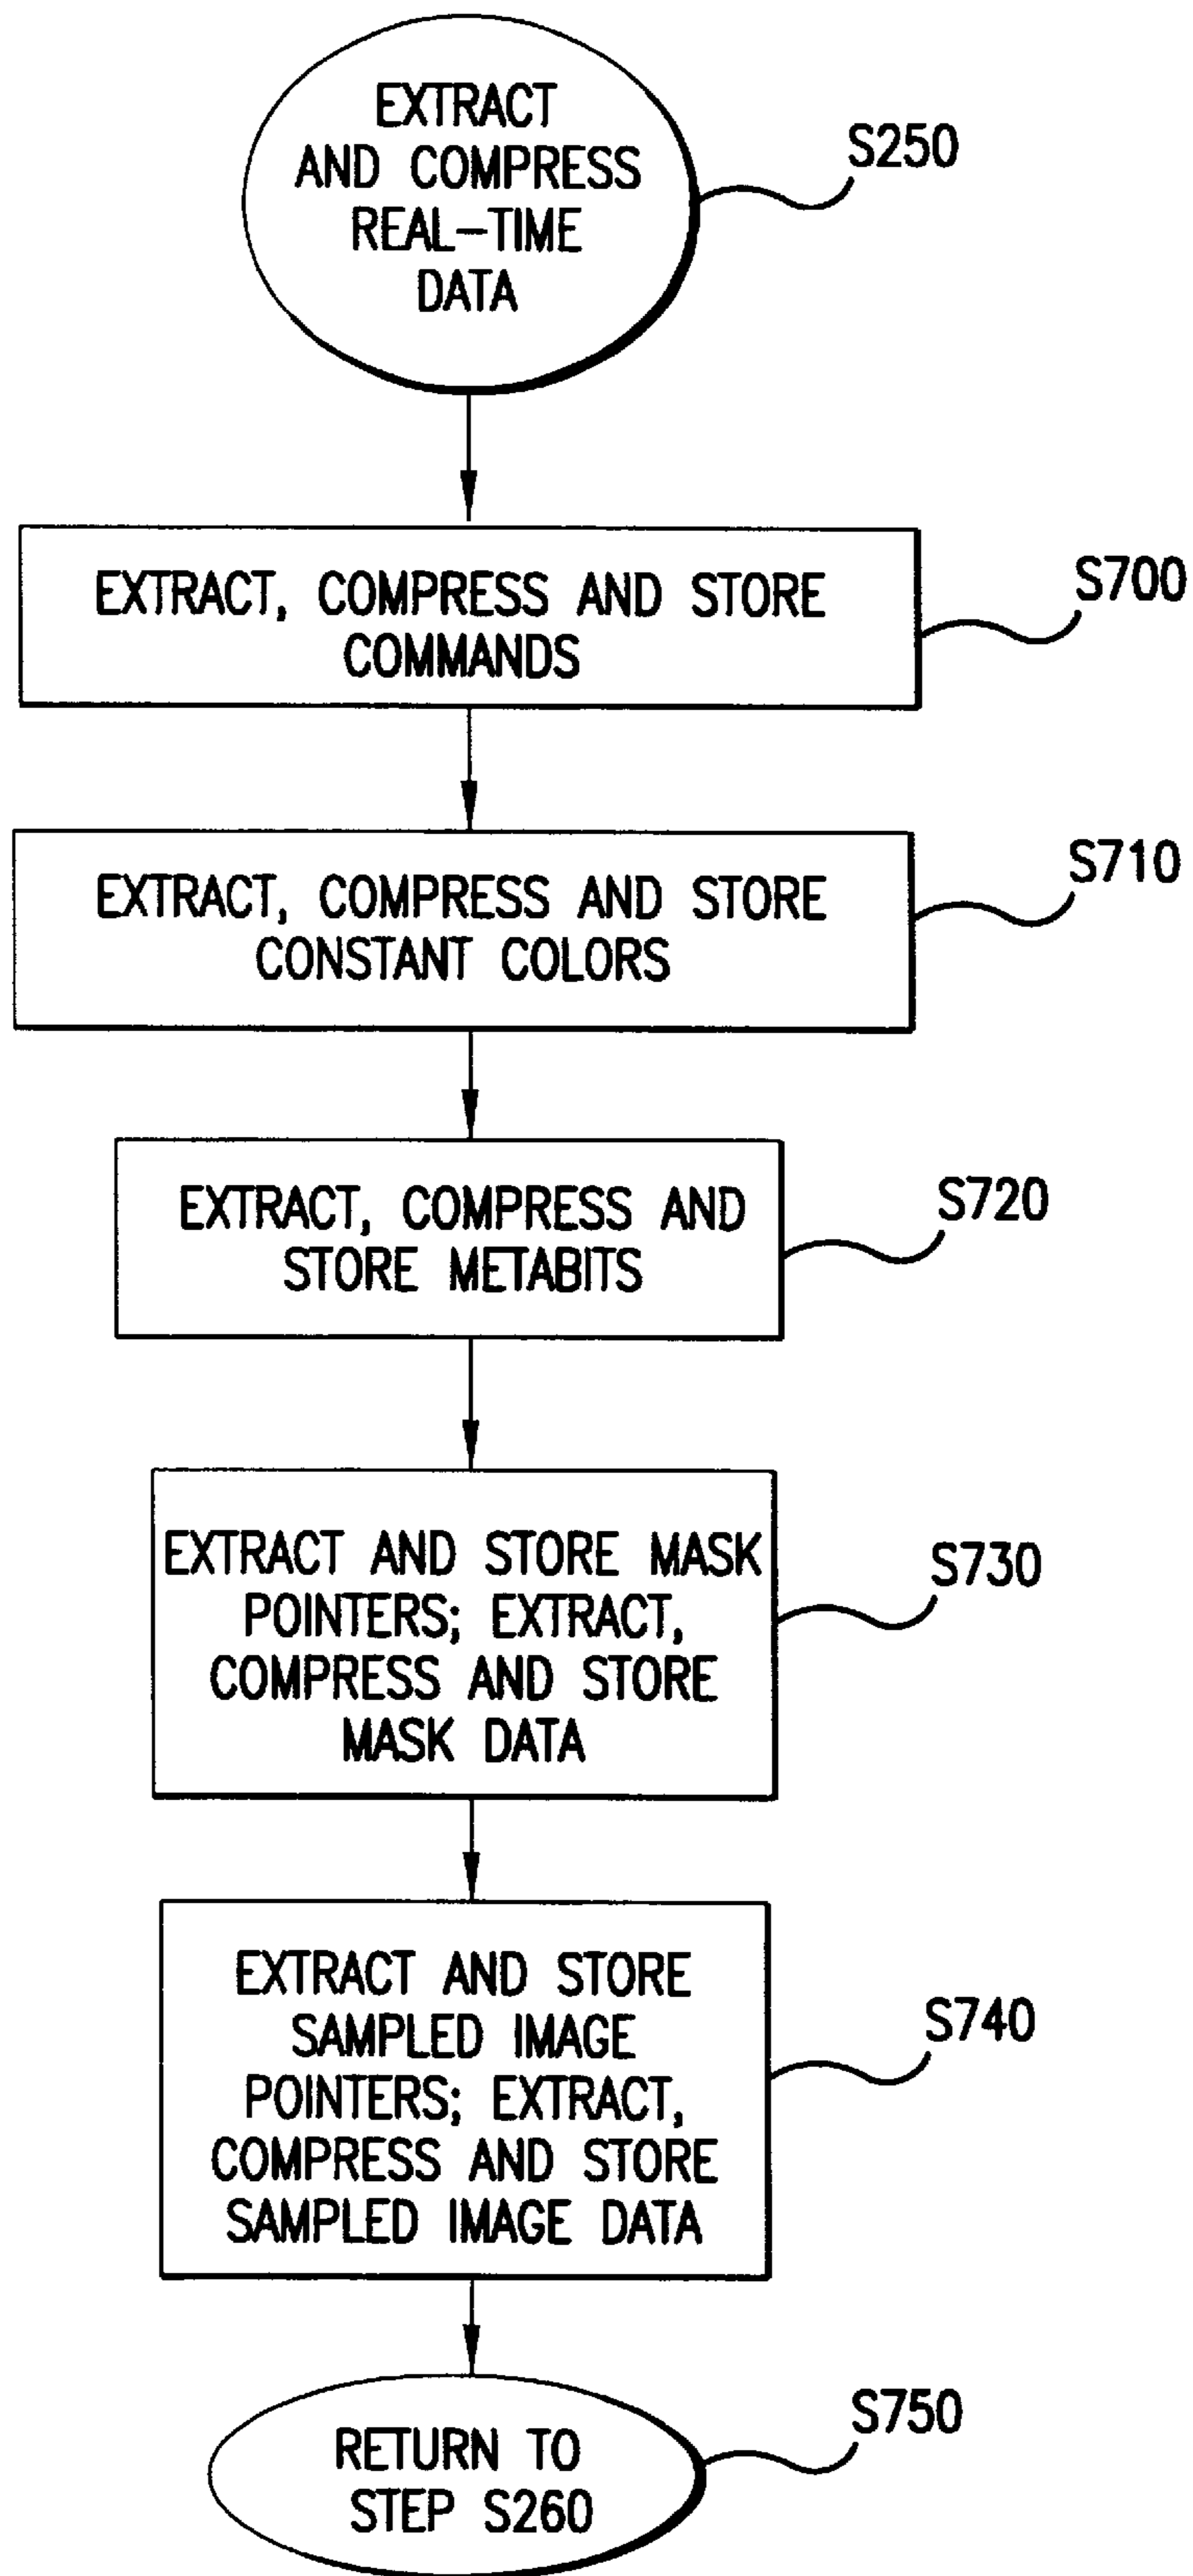 EXTRACT
AND COMPRESS
REAL-TIME
DATA
S250
EXTRACT, COMPRESS AND STORE
COMMANDS
S700
EXTRACT, COMPRESS AND STORE
CONSTANT COLORS
S710
EXTRACT, COMPRESS AND
STORE METABITS
S720
EXTRACT AND STORE MASK
POINTERS; EXTRACT,
COMPRESS AND STORE
MASK DATA
S730
EXTRACT AND STORE
SAMPLED IMAGE
POINTERS; EXTRACT,
COMPRESS AND STORE
SAMPLED IMAGE DATA
S740
RETURN TO
STEP S260
S750